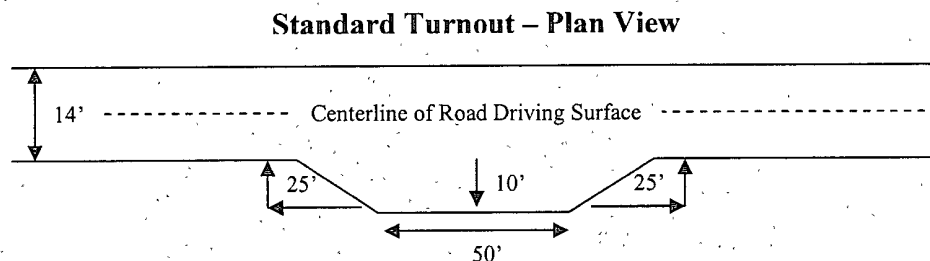 Standard Turnout – Plan View
14’
Centerline of Road Driving Surface
25’
10’
25’
50’